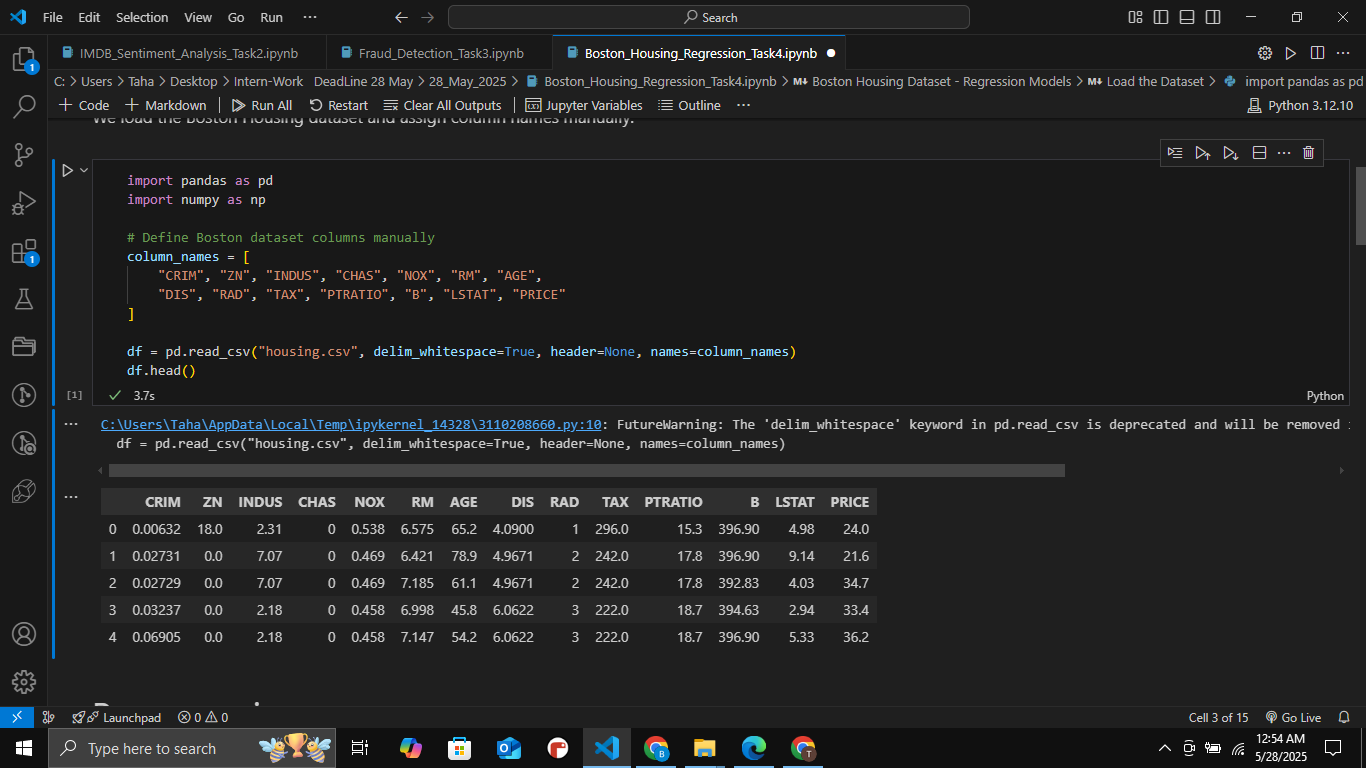 File Edit Selection View Go Run ··· Search
IMDB_Sentiment_Analysis_Task2.ipynb Fraud_Detection_Task3.ipynb Boston_Housing_Regression_Task4.ipynb
C: > Users > Taha > Desktop > Intern-Work DeadLine 28 May > 28_May_2025 > Boston_Housing_Regression_Task4.ipynb > Boston Housing Dataset - Regression Models > Load the Dataset > import pandas as pd
+ Code + Markdown | Run All Restart Clear All Outputs | Jupyter Variables Outline ··· Python 3.12.10
We load the Boston Housing dataset and assign column names manually.
import pandas as pd
import numpy as np
# Define Boston dataset columns manually
column_names = [
"CRIM", "ZN", "INDUS", "CHAS", "NOX", "RM", "AGE",
"DIS", "RAD", "TAX", "PTRATIO", "B", "LSTAT", "PRICE"
]
df = pd.read_csv("housing.csv", delim_whitespace=True, header=None, names=column_names)
df.head()
[1] 3.7s Python
C:\Users\Taha\AppData\Local\Temp\ipykernel_14328\3110208660.py:10: FutureWarning: The 'delim_whitespace' keyword in pd.read_csv is deprecated and will be removed
df = pd.read_csv("housing.csv", delim_whitespace=True, header=None, names=column_names)
CRIM ZN INDUS CHAS NOX RM AGE DIS RAD TAX PTRATIO B LSTAT PRICE
0 0.00632 18.0 2.31 0 0.538 6.575 65.2 4.0900 1 296.0 15.3 396.90 4.98 24.0
1 0.02731 0.0 7.07 0 0.469 6.421 78.9 4.9671 2 242.0 17.8 396.90 9.14 21.6
2 0.02729 0.0 7.07 0 0.469 7.185 61.1 4.9671 2 242.0 17.8 392.83 4.03 34.7
3 0.03237 0.0 2.18 0 0.458 6.998 45.8 6.0622 3 222.0 18.7 394.63 2.94 33.4
4 0.06905 0.0 2.18 0 0.458 7.147 54.2 6.0622 3 222.0 18.7 396.90 5.33 36.2
Launchpad 0 0 Cell 3 of 15 Go Live
Type here to search 12:54 AM
5/28/2025